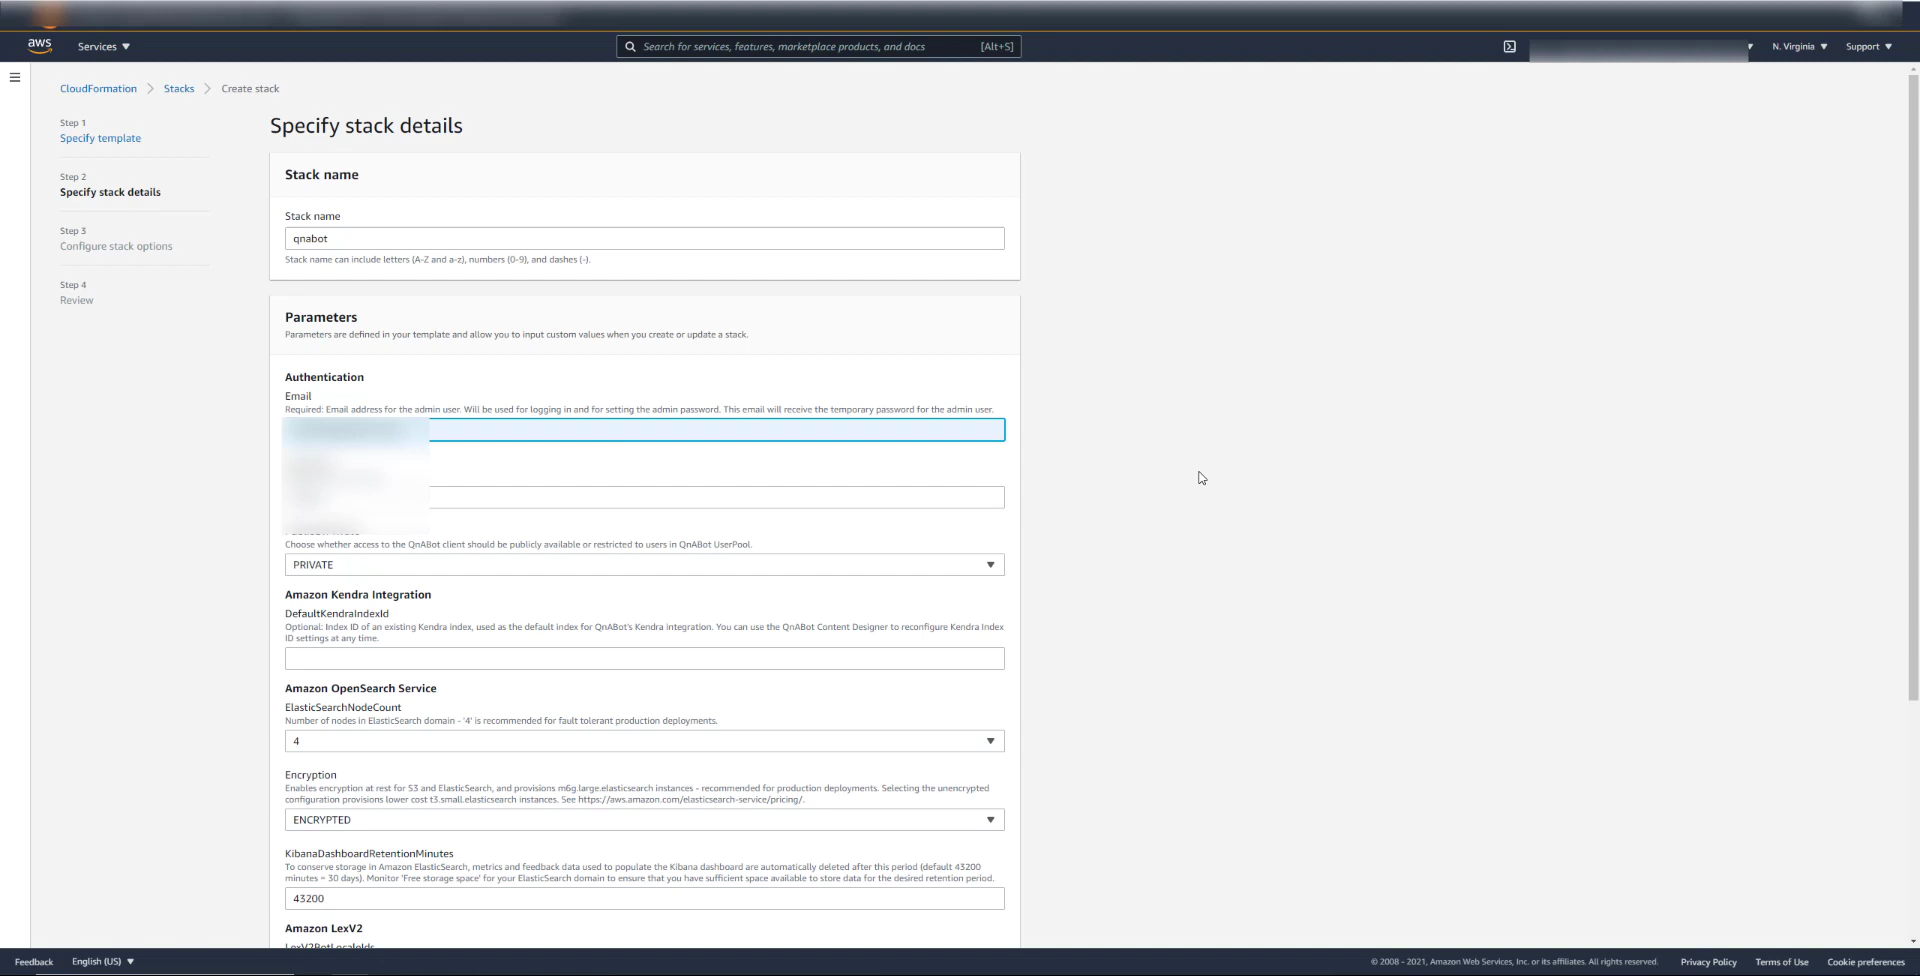 aws
Services ▼
Search for services, features, marketplace products, and docs [Alt+S]
N. Virginia ▼
Support ▼
CloudFormation > Stacks > Create stack
Step 1
Specify template
Step 2
Specify stack details
Step 3
Configure stack options
Step 4
Review
Specify stack details
Stack name
Stack name
qnabot
Stack name can include letters (A-Z and a-z), numbers (0-9), and dashes (-).
Parameters
Parameters are defined in your template and allow you to input custom values when you create or update a stack.
Authentication
Email
Required: Email address for the admin user. Will be used for logging in and for setting the admin password. This email will receive the temporary password for the admin user.
Choose whether access to the QnABot client should be publicly available or restricted to users in QnABot UserPool.
PRIVATE
Amazon Kendra Integration
DefaultKendraIndexId
Optional: Index ID of an existing Kendra index, used as the default index for QnABot's Kendra integration. You can use the QnABot Content Designer to reconfigure Kendra Index
ID settings at any time.
Amazon OpenSearch Service
ElasticSearchNodeCount
Number of nodes in ElasticSearch domain - '4' is recommended for fault tolerant production deployments.
4
Encryption
Enables encryption at rest for S3 and ElasticSearch, and provisions m6g.large.elasticsearch instances - recommended for production deployments. Selecting the unencrypted
configuration provisions lower cost t3.small.elasticsearch instances. See https://aws.amazon.com/elasticsearch-service/pricing/.
ENCRYPTED
KibanaDashboardRetentionMinutes
To conserve storage in Amazon ElasticSearch, metrics and feedback data used to populate the Kibana dashboard are automatically deleted after this period (default 43200
minutes = 30 days). Monitor 'Free storage space' for your ElasticSearch domain to ensure that you have sufficient space available to store data for the desired retention period.
43200
Amazon LexV2
LexV2BotLocaleIds
Feedback
English (US) ▼
© 2008 - 2021, Amazon Web Services, Inc. or its affiliates. All rights reserved.
Privacy Policy
Terms of Use
Cookie preferences